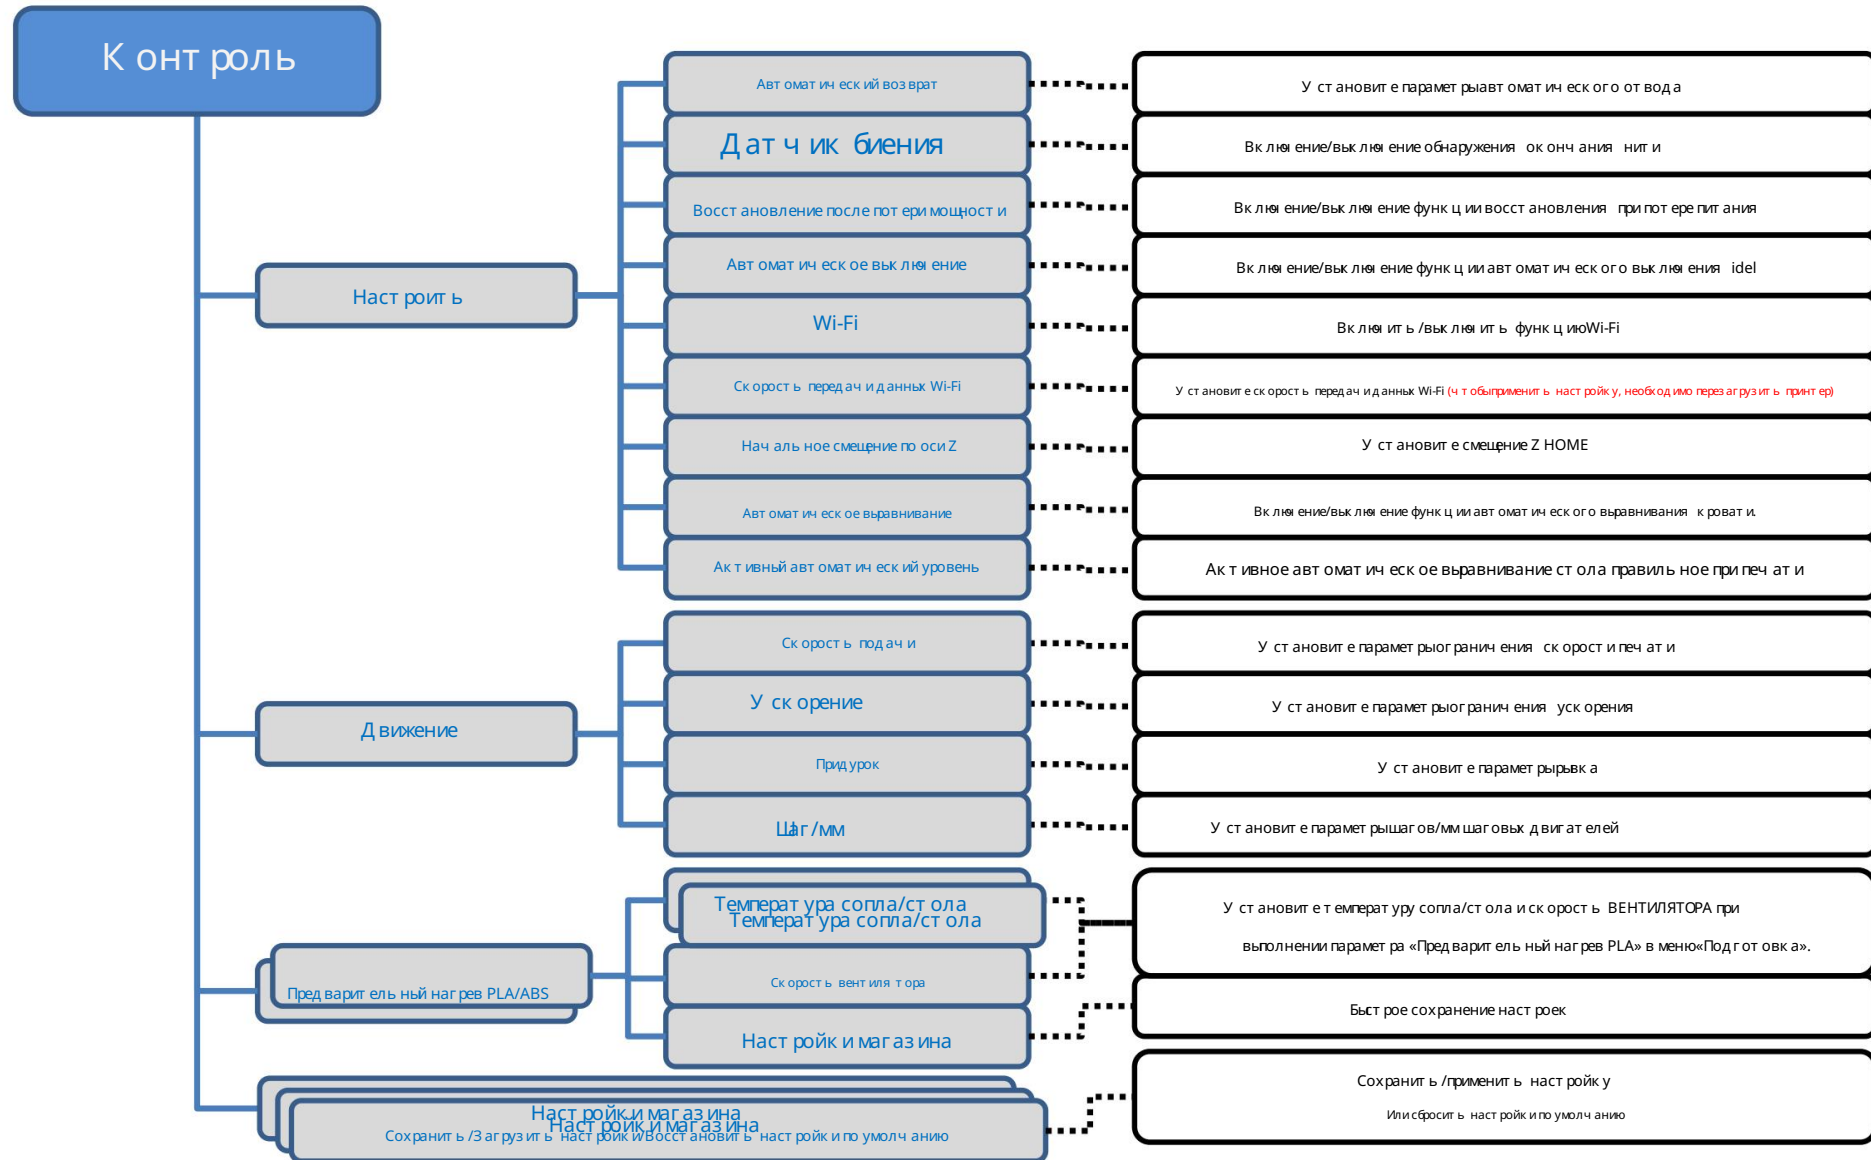 Контроль
Автоматический возврат
Установите параметры автоматического отвода
Датчик биения
Включение/выключение обнаружения окончания нити
Восстановление после потери мощности
Включение/выключение функции восстановления при потере питания
Автоматическое выключение
Включение/выключение функции автоматического выключения idel
Настроить
Wi-Fi
Включить/выключить функцию Wi-Fi
Скорость передачи данных Wi-Fi
Установите скорость передачи данных Wi-Fi (чтобы применить настройку, необходимо перезагрузить принтер)
Начальное смещение по оси Z
Установите смещение Z HOME
Автоматическое выравнивание
Включение/выключение функции автоматического выравнивания кровати.
Активный автоматический уровень
Активное автоматическое выравнивание стола правильное при печати
Скорость подачи
Установите параметры ограничения скорости печати
Движение
Ускорение
Установите параметры ограничения ускорения
Придурок
Установите параметры рывка
Шаг/мм
Установите параметры шагов/мм шаговых двигателей
Температура сопла/стола
Температура сопла/стола
Установите температуру сопла/стола и скорость ВЕНТИЛЯТОРА при
выполнении параметра «Предварительный нагрев PLA» в меню «Подготовка».
Предварительный нагрев PLA/ABS
Скорость вентилятора
Настройки магазина
Быстрое сохранение настроек
Настройки магазина
Настройки магазина
Сохранить/Загрузить настройки/Восстановить настройки по умолчанию
Сохранить/применить настройку
Или сбросить настройки по умолчанию